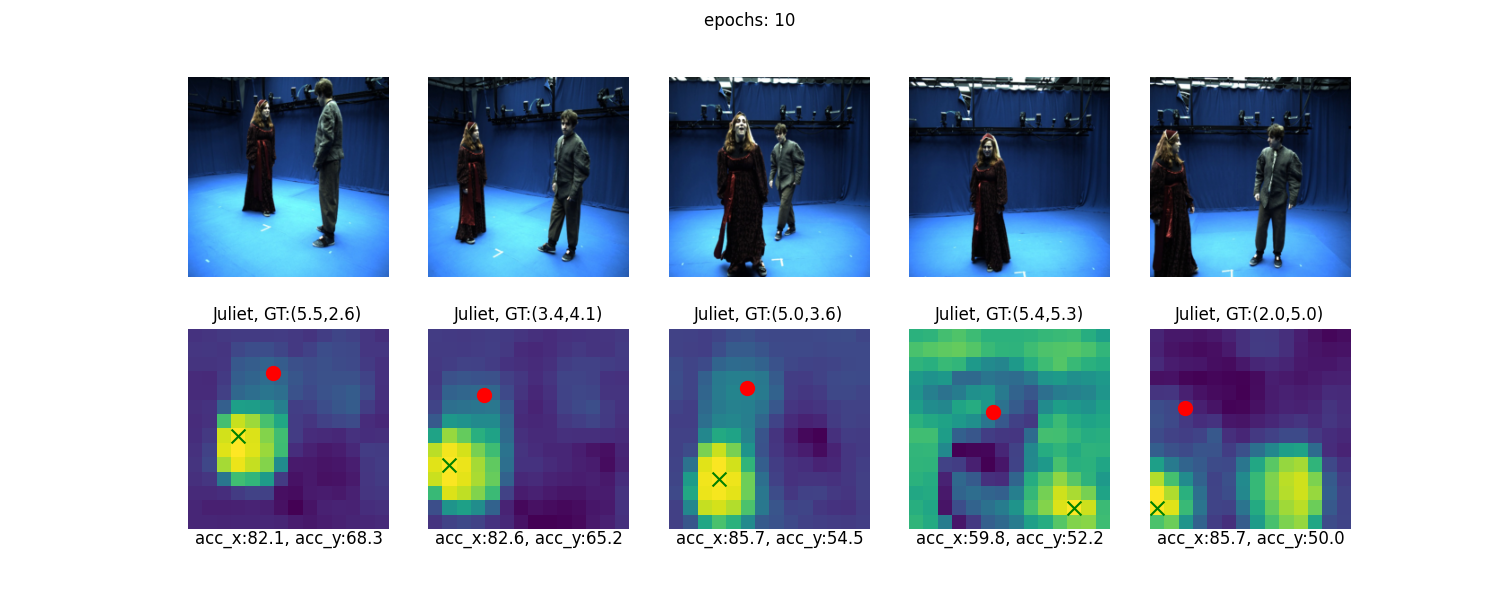 epochs: 10
Juliet, GT:(5.5,2.6)
Juliet, GT:(3.4,4.1)
Juliet, GT:(5.0,3.6)
Juliet, GT:(5.4,5.3)
Juliet, GT:(2.0,5.0)
acc_x:82.1, acc_y:68.3
acc_x:82.6, acc_y:65.2
acc_x:85.7, acc_y:54.5
acc_x:59.8, acc_y:52.2
acc_x:85.7, acc_y:50.0